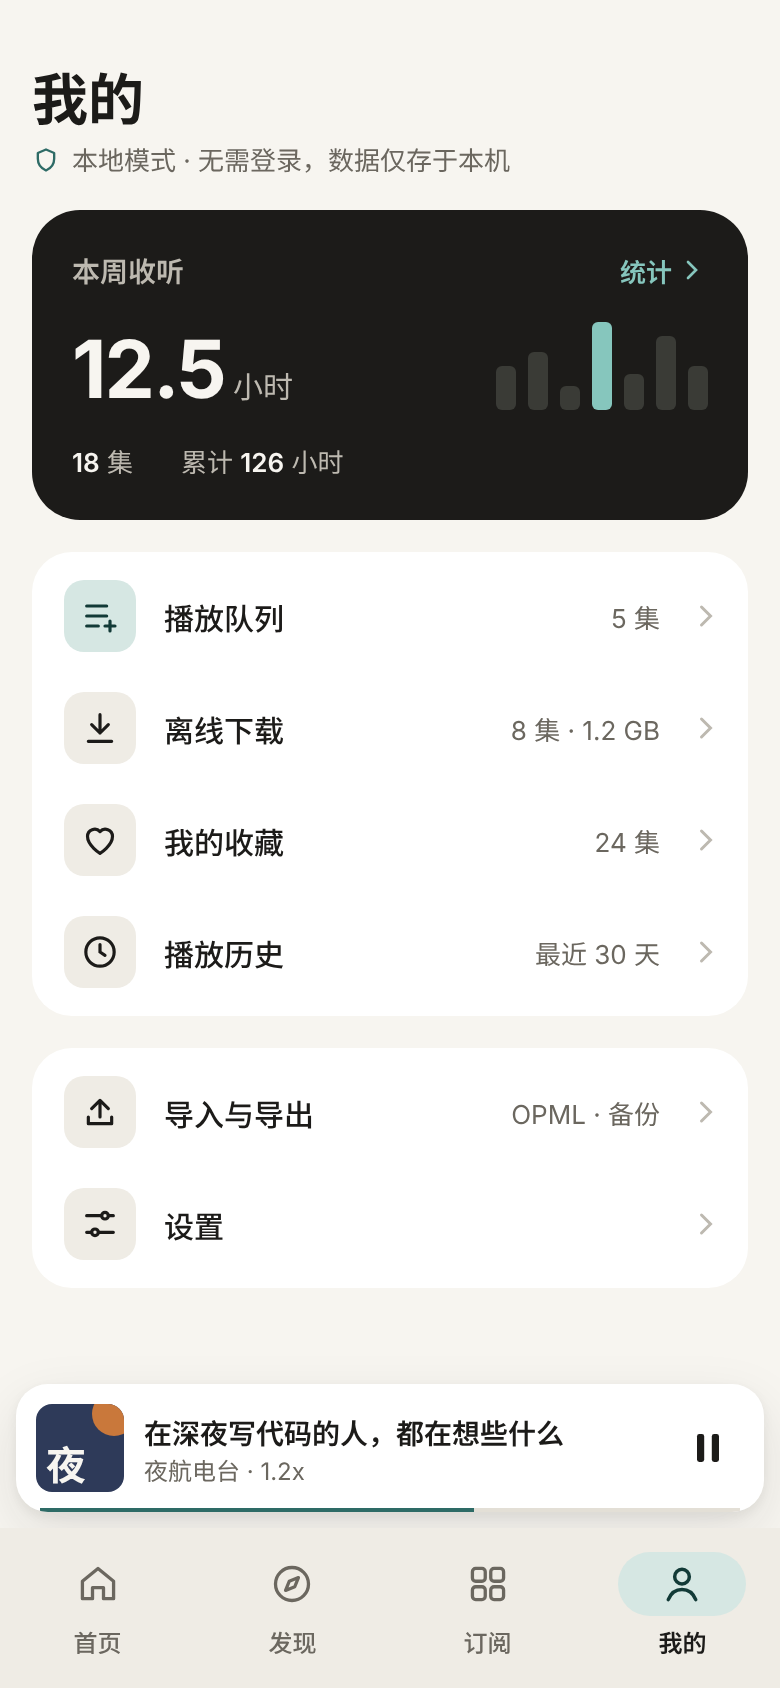 我的
本地模式 · 无需登录，数据仅存于本机
本周收听
统计
12.5 小时
18 集 累计 126 小时
播放队列 5 集
离线下载 8 集 · 1.2 GB
我的收藏 24 集
播放历史 最近 30 天
导入与导出 OPML · 备份
设置
夜
在深夜写代码的人，都在想些什么
夜航电台 · 1.2x
首页 发现 订阅 我的